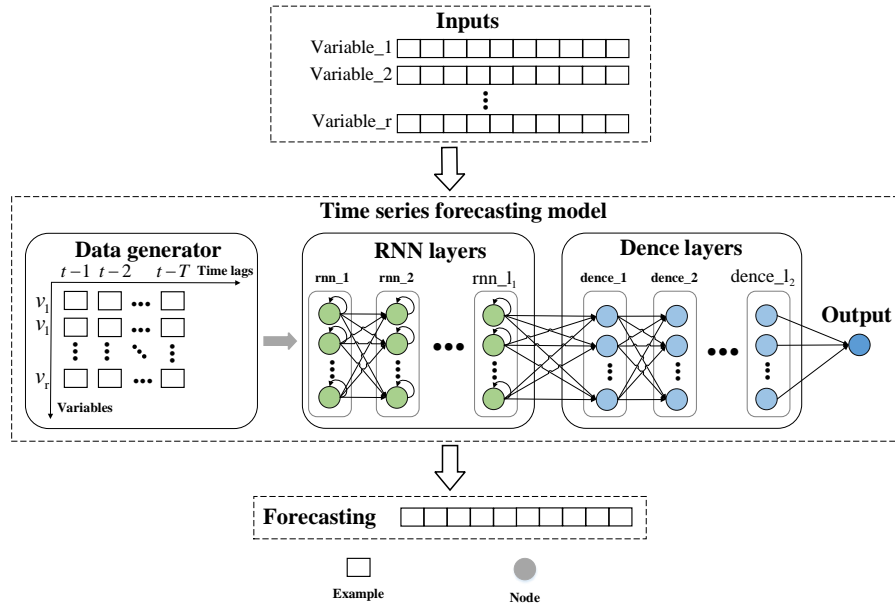 Inputs
Variable_1
Variable_2
Variable_r
Time series forecasting model
Data generator
t−1 t−2 t−T Time lags
v1
v1
vr
Variables
RNN layers
rnn_1 rnn_2 rnn_l1
Dence layers
dence_1 dence_2 dence_l2
Output
Forecasting
Example
Node